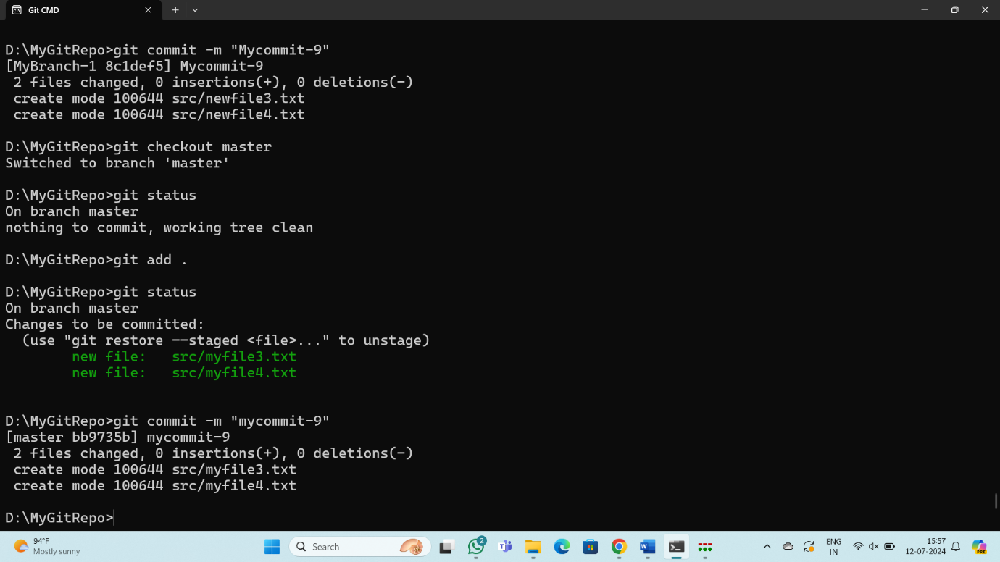 Git CMD
D:\MyGitRepo>git commit -m "Mycommit-9"
[MyBranch-1 8c1def5] Mycommit-9
 2 files changed, 0 insertions(+), 0 deletions(-)
 create mode 100644 src/newfile3.txt
 create mode 100644 src/newfile4.txt
D:\MyGitRepo>git checkout master
Switched to branch 'master'
D:\MyGitRepo>git status
On branch master
nothing to commit, working tree clean
D:\MyGitRepo>git add .
D:\MyGitRepo>git status
On branch master
Changes to be committed:
  (use "git restore --staged <file>..." to unstage)
        new file:   src/myfile3.txt
        new file:   src/myfile4.txt
D:\MyGitRepo>git commit -m "mycommit-9"
[master bb9735b] mycommit-9
 2 files changed, 0 insertions(+), 0 deletions(-)
 create mode 100644 src/myfile3.txt
 create mode 100644 src/myfile4.txt
D:\MyGitRepo>
94°F
Mostly sunny
Search
2
ENG
IN
15:57
12-07-2024
PRE